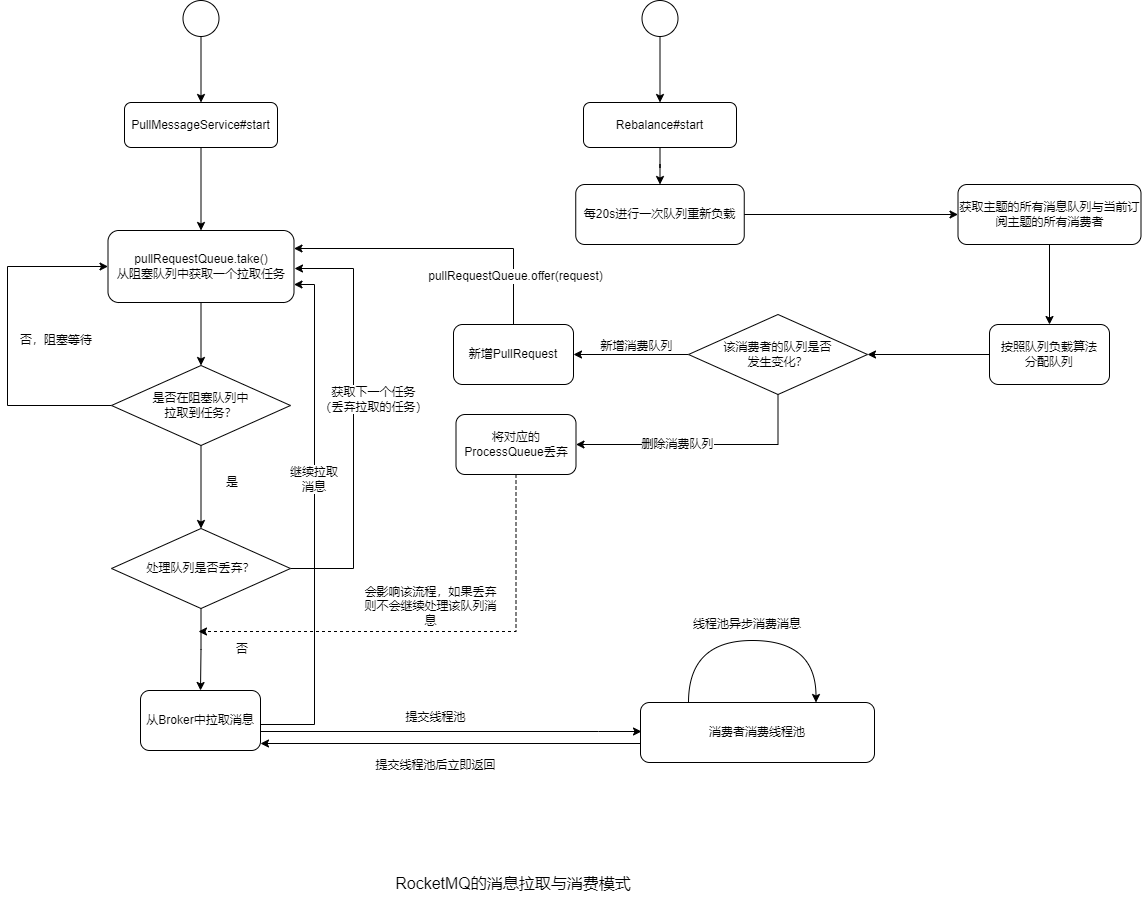 PullMessageService#start
Rebalance#start
每20s进行一次队列重新负载
获取主题的所有消息队列与当前订
阅主题的所有消费者
pullRequestQueue.take()
从阻塞队列中获取一个拉取任务
pullRequestQueue.offer(request)
否，阻塞等待
新增PullRequest
新增消费队列
该消费者的队列是否
发生变化？
按照队列负载算法
分配队列
是否在阻塞队列中
拉取到任务？
获取下一个任务
（丢弃拉取的任务）
将对应的
ProcessQueue丢弃
删除消费队列
继续拉取
消息
是
处理队列是否丢弃？
会影响该流程，如果丢弃
则不会继续处理该队列消
息
否
线程池异步消费消息
从Broker中拉取消息
提交线程池
消费者消费线程池
提交线程池后立即返回
RocketMQ的消息拉取与消费模式